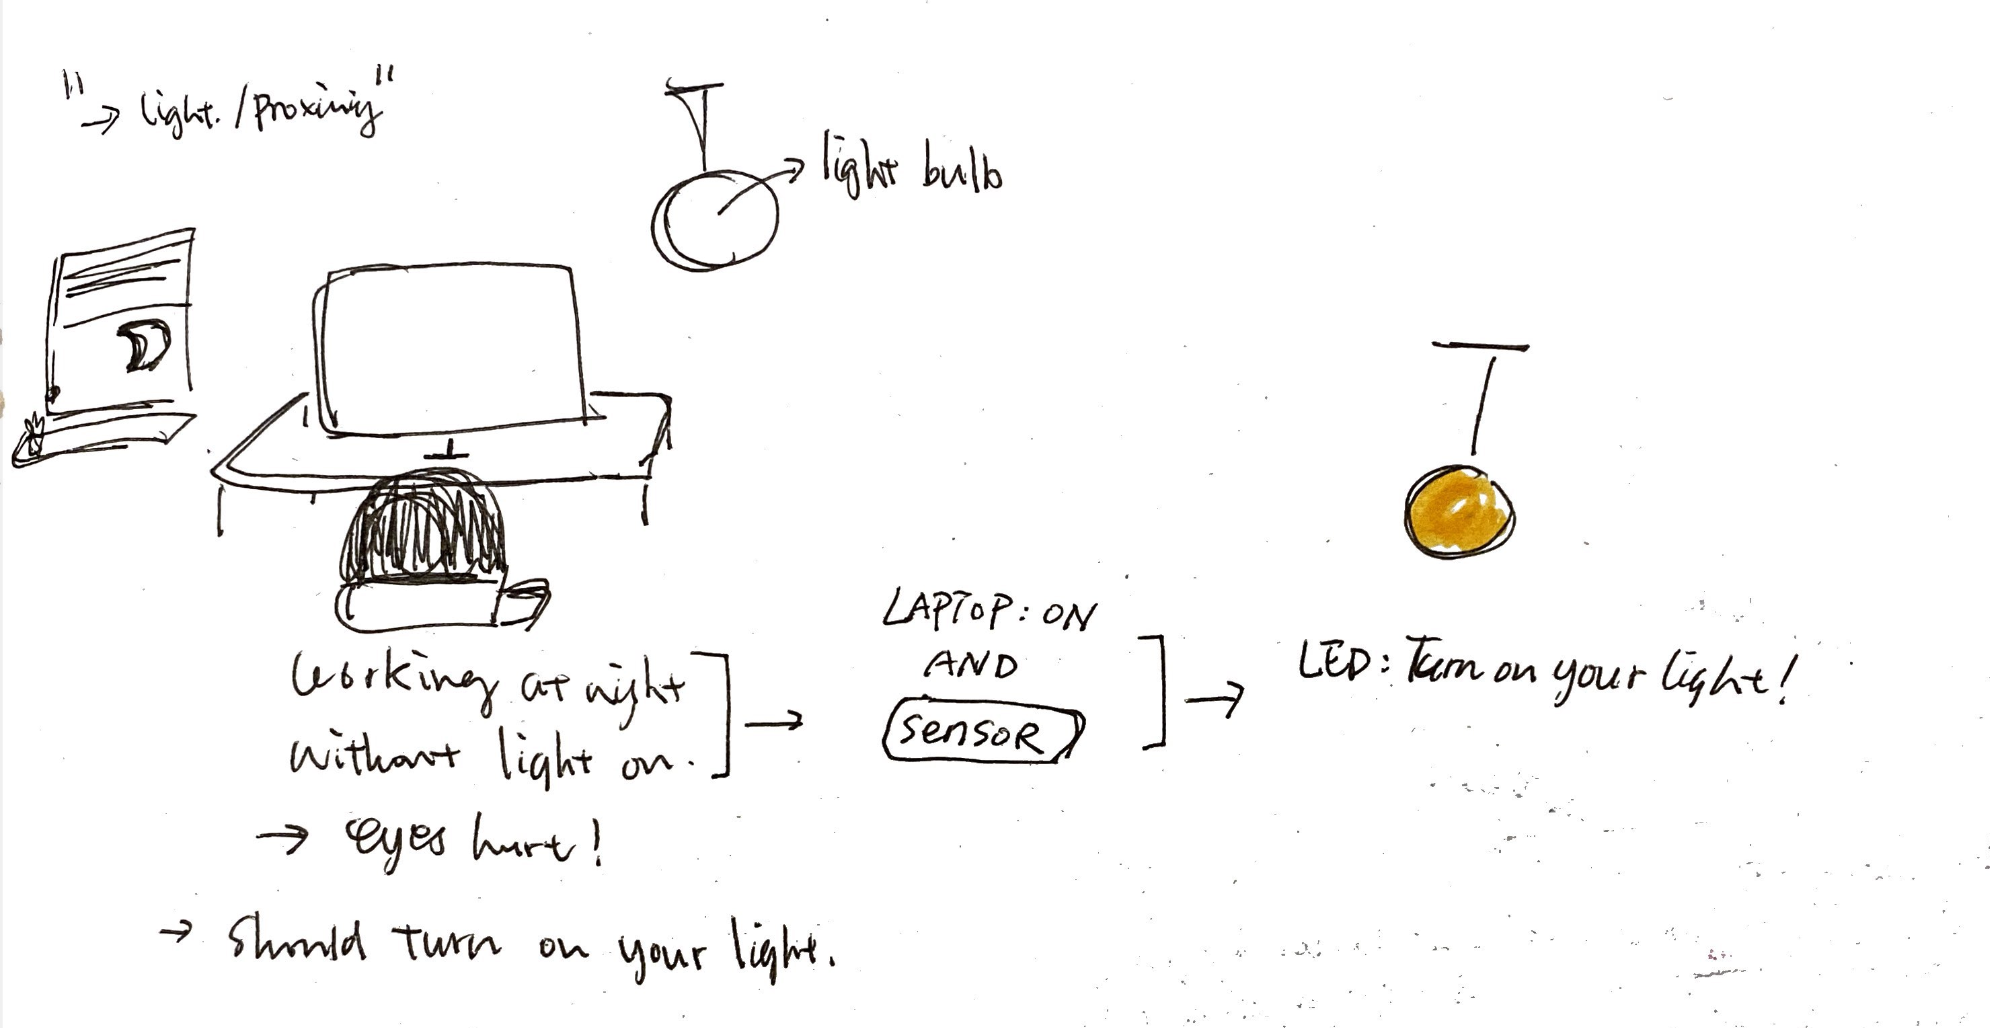 "→ light. / Proximiy"
→ light bulb
Working at night
without light on.
→ eyes hurt!
→ Should turn on your light.
→
LAPTOP: ON
AND
SENSOR
→
LED: Turn on your light!